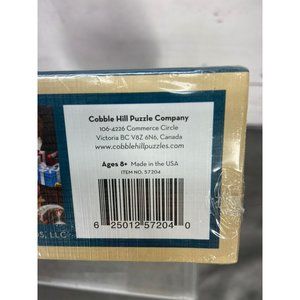 Cobble Hill Puzzle Company
106-4226 Commerce Circle
Victoria BC V8Z 6N6, Canada
www.cobblehillpuzzles.com
Ages 8+ Made in the USA
ITEM NO. 57204
LLC
6 25012 57204 0